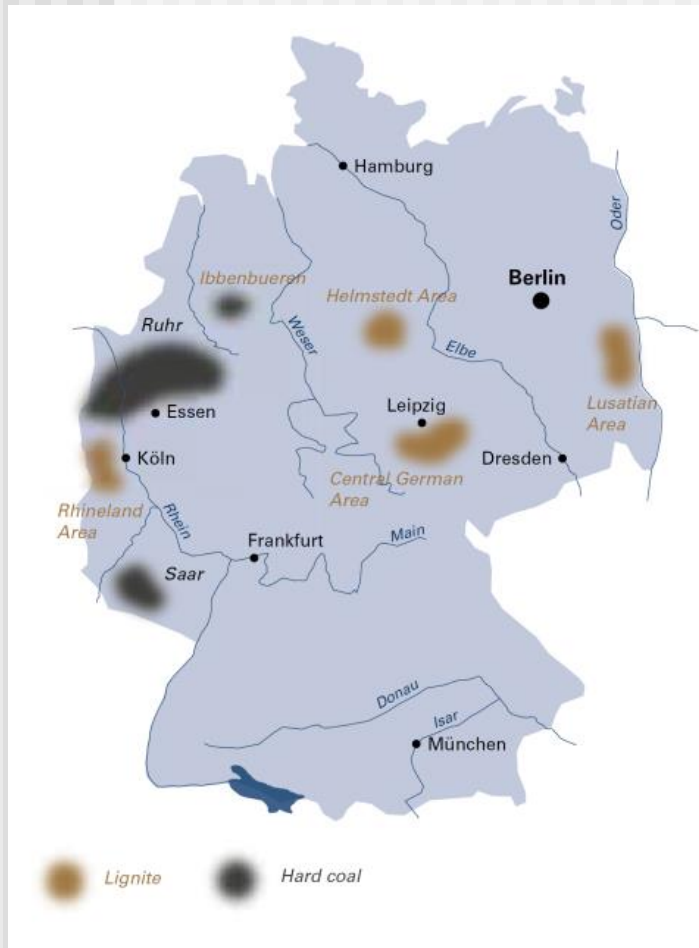 Hamburg
Oder
Berlin
Ibbenbueren
Helmstedt Area
Ruhr
Weser
Elbe
Leipzig
Essen
Lusatian
Area
Köln
Dresden
Central German
Area
Rhineland
Area
Rhein
Frankfurt
Main
Saar
Donau
Isar
München
Lignite
Hard coal